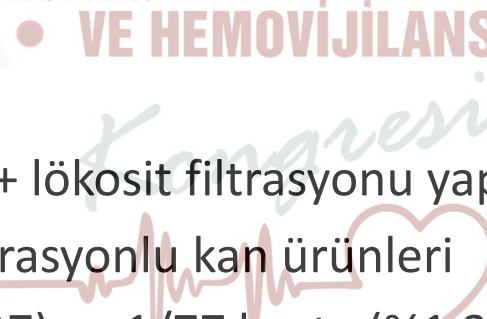 • VE HEMOVİJİLANS
Kongresi
+ lökosit filtrasyonu yap
rasyonlu kan ürünleri